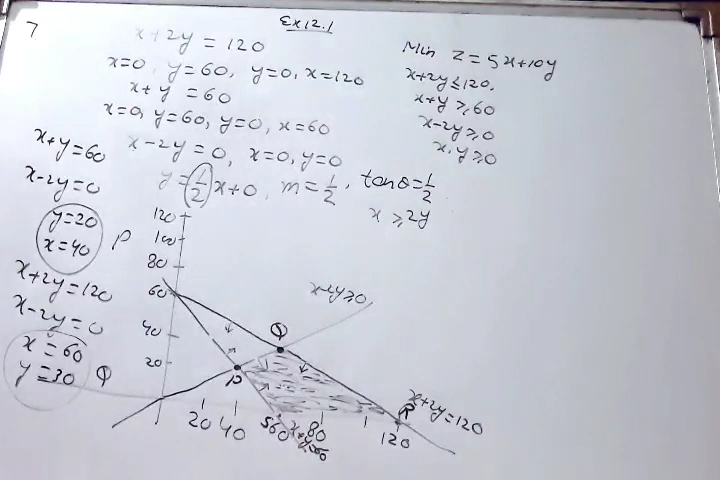 Ex 12.1
7
x+2y = 120
x=0, y=60, y=0, x=120
x+y = 60
x=0, y=60, y=0, x=60
x-2y=0, x=0, y=0
y=1/2 x+0, m=1/2, tanθ=1/2
x ≥ 2y
Min Z=5x+10y
x+2y≤120,
x+y ≥ 60
x-2y≥0
x,y≥0
x+y=60
x-2y=0
y=20
x=40
P
x+2y=120
x-2y=0
x=60
y=30
Q
120
100
80
60
40
20
x-2y≥0
Q
P
R
x+2y=120
20 40 60 80 120
x+y=60